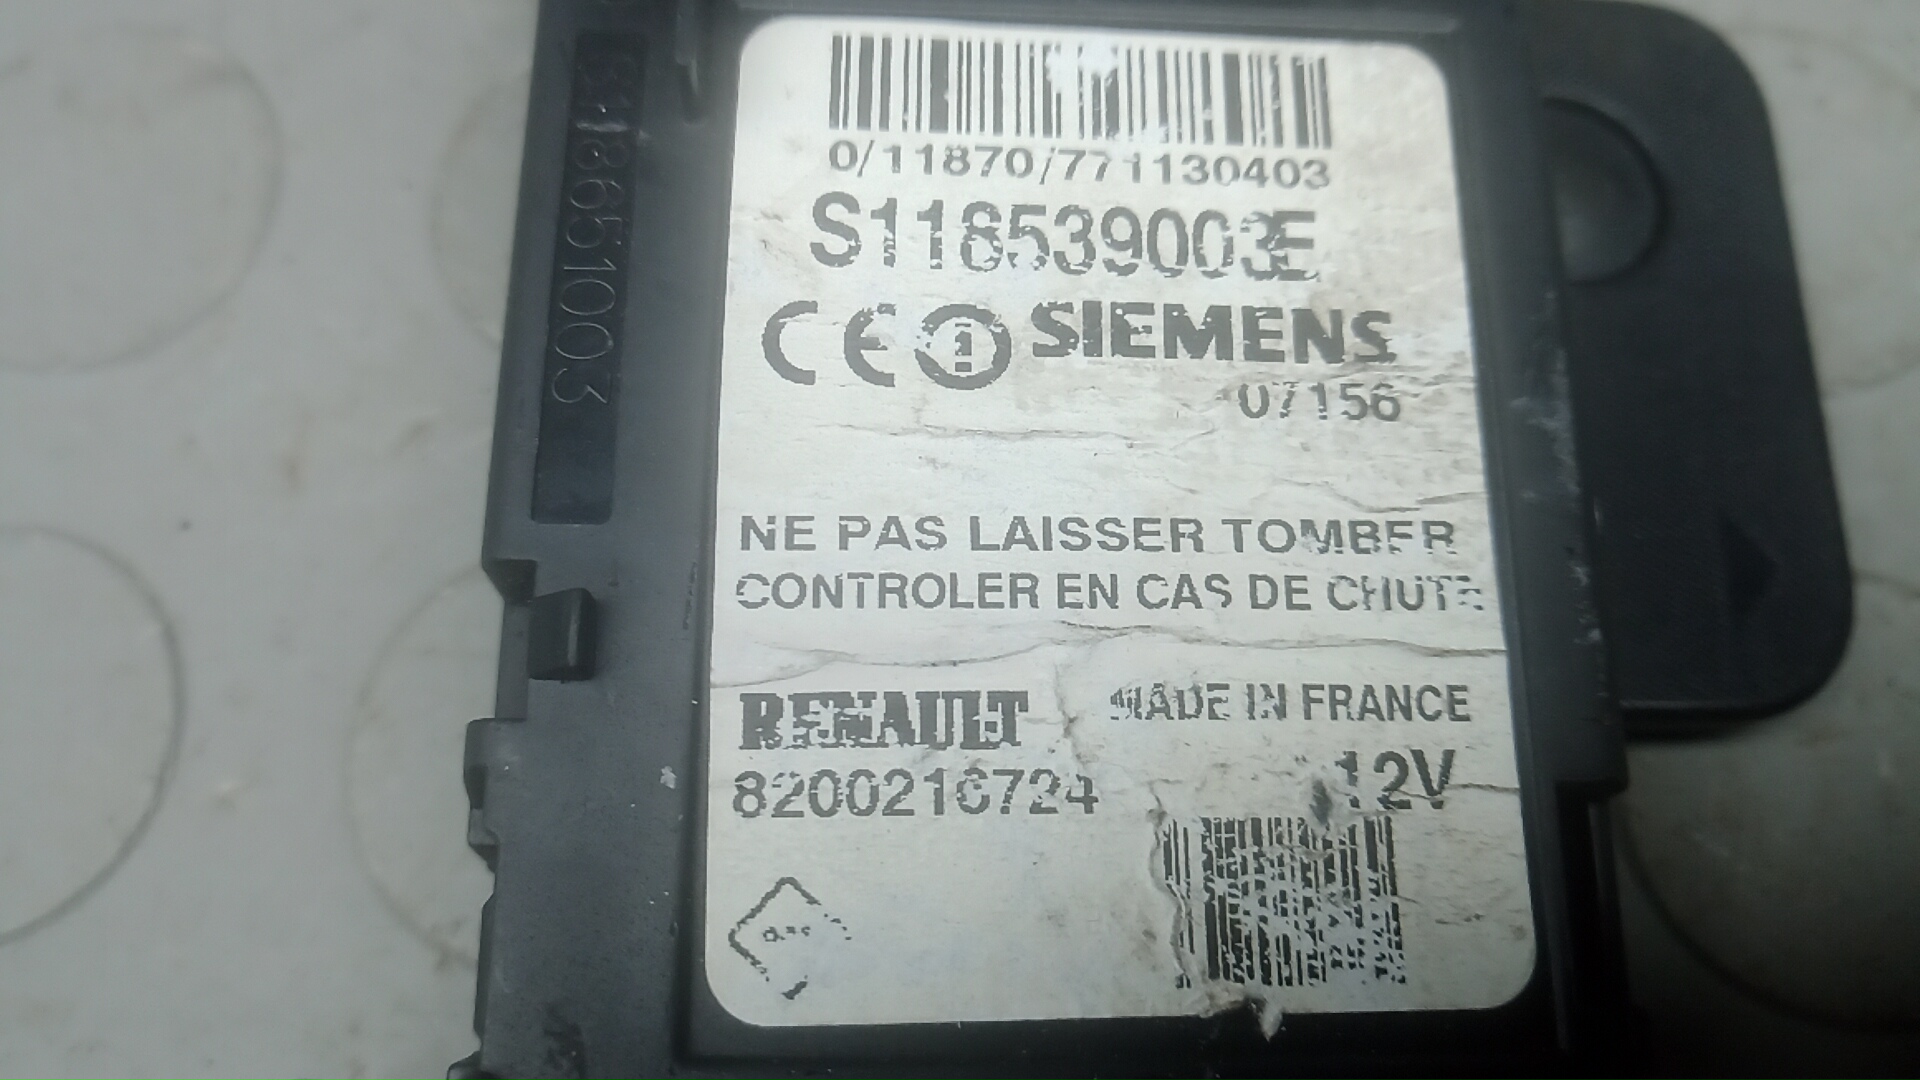 S118651003
0/11870/771130403
S118539003E
CE
SIEMENS
07156
NE PAS LAISSER TOMBER
CONTROLER EN CAS DE CHUTE
RENAULT MADE IN FRANCE
8200216724 12V